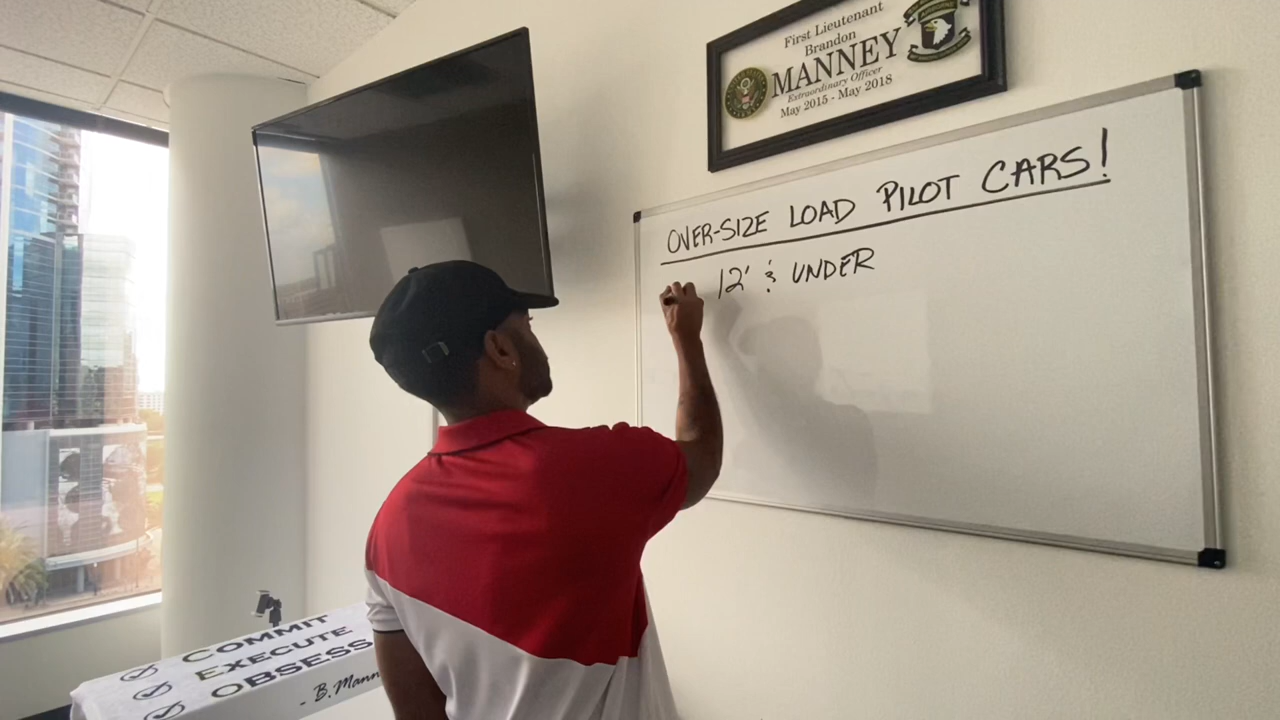 First Lieutenant
Brandon
MANNEY
Extraordinary Officer
May 2015 - May 2018
AIRBORNE
OVER-SIZE LOAD PILOT CARS!
12' & UNDER
COMMIT
EXECUTE
OBSESS
- B. Mann